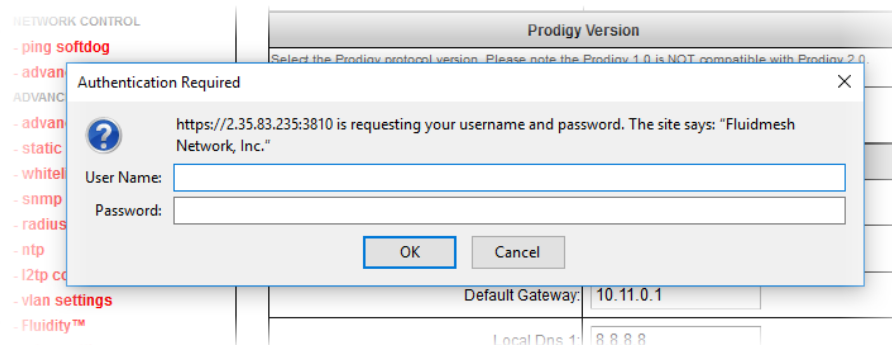 NETWORK CONTROL
- ping softdog
- advan
ADVANC
- advan
- static
- whiteli
- snmp
- radius
- ntp
- l2tp co
- vlan settings
- Fluidity™
Prodigy Version
Select the Prodigy protocol version. Please note the Prodigy 1.0 is NOT compatible with Prodigy 2.0.
Authentication Required
https://2.35.83.235:3810 is requesting your username and password. The site says: “Fluidmesh
Network, Inc.“
User Name:
Password:
OK
Cancel
Default Gateway: 10.11.0.1
Local Dns 1: 8.8.8.8